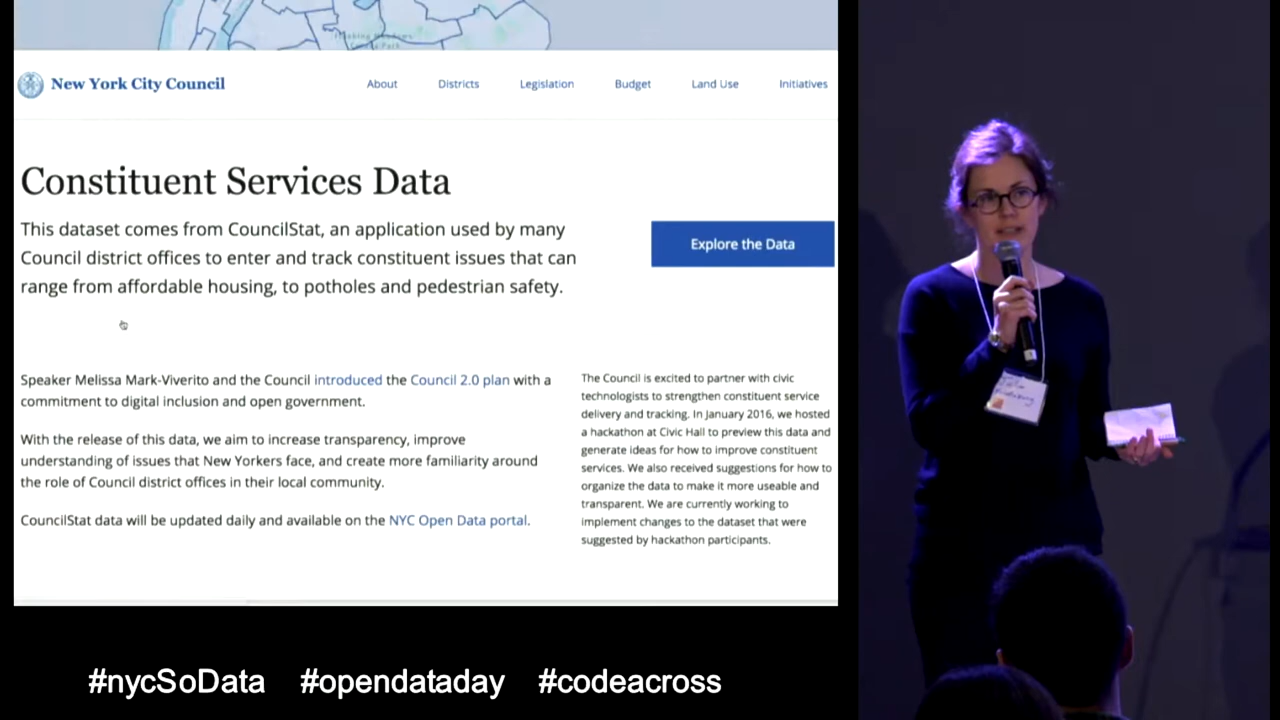 New York City Council
About
Districts
Legislation
Budget
Land Use
Initiatives
Constituent Services Data
This dataset comes from CouncilStat, an application used by many
Council district offices to enter and track constituent issues that can
range from affordable housing, to potholes and pedestrian safety.
Explore the Data
Speaker Melissa Mark-Viverito and the Council introduced the Council 2.0 plan with a
commitment to digital inclusion and open government.
With the release of this data, we aim to increase transparency, improve
understanding of issues that New Yorkers face, and create more familiarity around
the role of Council district offices in their local community.
CouncilStat data will be updated daily and available on the NYC Open Data portal.
The Council is excited to partner with civic
technologists to strengthen constituent service
delivery and tracking. In January 2016, we hosted
a hackathon at Civic Hall to preview this data and
generate ideas for how to improve constituent
services. We also received suggestions for how to
organize the data to make it more useable and
transparent. We are currently working to
implement changes to the dataset that were
suggested by hackathon participants.
#nycSoData #opendataday #codeacross